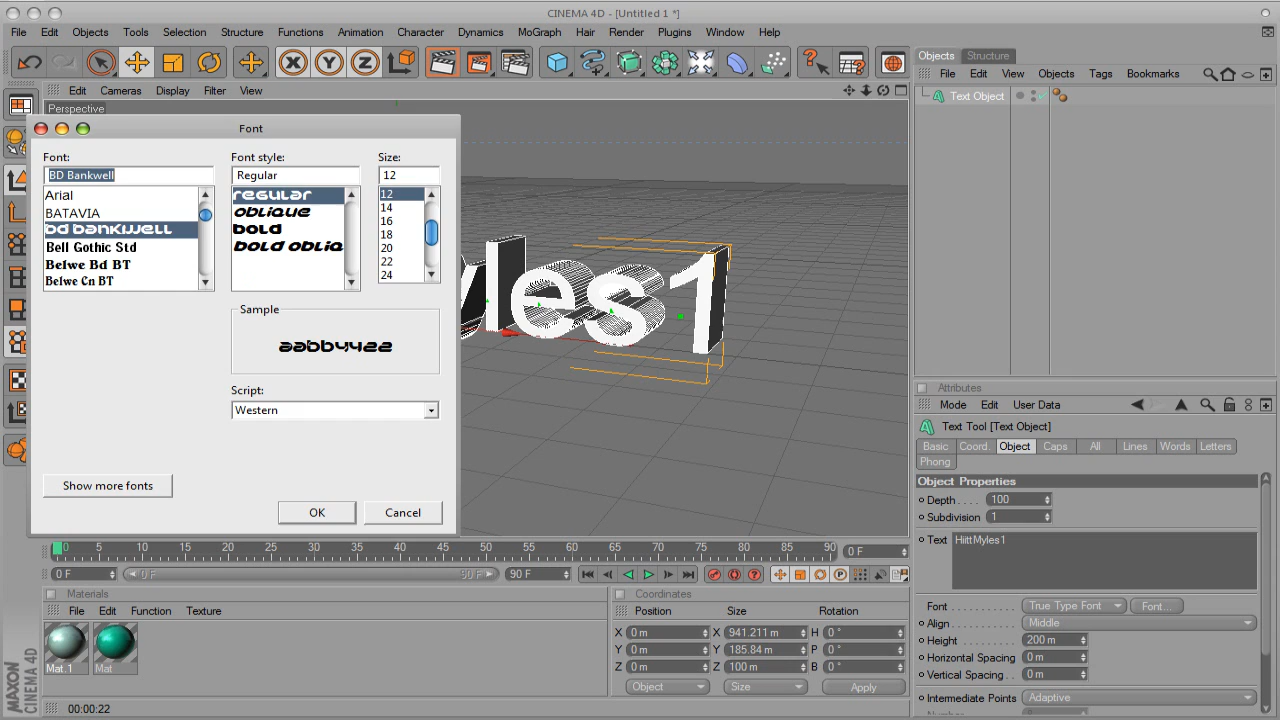 CINEMA 4D - [Untitled 1 *]
File Edit Objects Tools Selection Structure Functions Animation Character Dynamics MoGraph Hair Render Plugins Window Help
X Y Z
Edit Cameras Display Filter View
Perspective
Font
Font: Font style: Size:
BD Bankwell Regular 12
Arial
BATAVIA
bd bankwell
Bell Gothic Std
Belwe Bd BT
Belwe Cn BT
regular
oblique
bold
bold obliq
12
14
16
18
20
22
24
Sample
aabbyyzz
Script:
Western
Show more fonts
OK Cancel
yles1
0 5 10 15 20 25 30 35 40 45 50 55 60 65 70 75 80 85 90 0 F
0 F 0 F 90 F 90 F
Materials
File Edit Function Texture
Mat.1 Mat
Coordinates
Position Size Rotation
X 0 m X 941.211 m H 0 °
Y 0 m Y 185.84 m P 0 °
Z 0 m Z 100 m B 0 °
Object Size Apply
MAXON
CINEMA 4D
00:00:22
Objects Structure
File Edit View Objects Tags Bookmarks
Text Object
Attributes
Mode Edit User Data
Text Tool [Text Object]
Basic Coord. Object Caps All Lines Words Letters
Phong
Object Properties
Depth . . . . 100
Subdivision 1
Text HiittMyles1
Font . . . . . . . . . . . True Type Font Font...
Align . . . . . . . . . . . Middle
Height . . . . . . . . . . 200 m
Horizontal Spacing 0 m
Vertical Spacing . . 0 m
Intermediate Points Adaptive